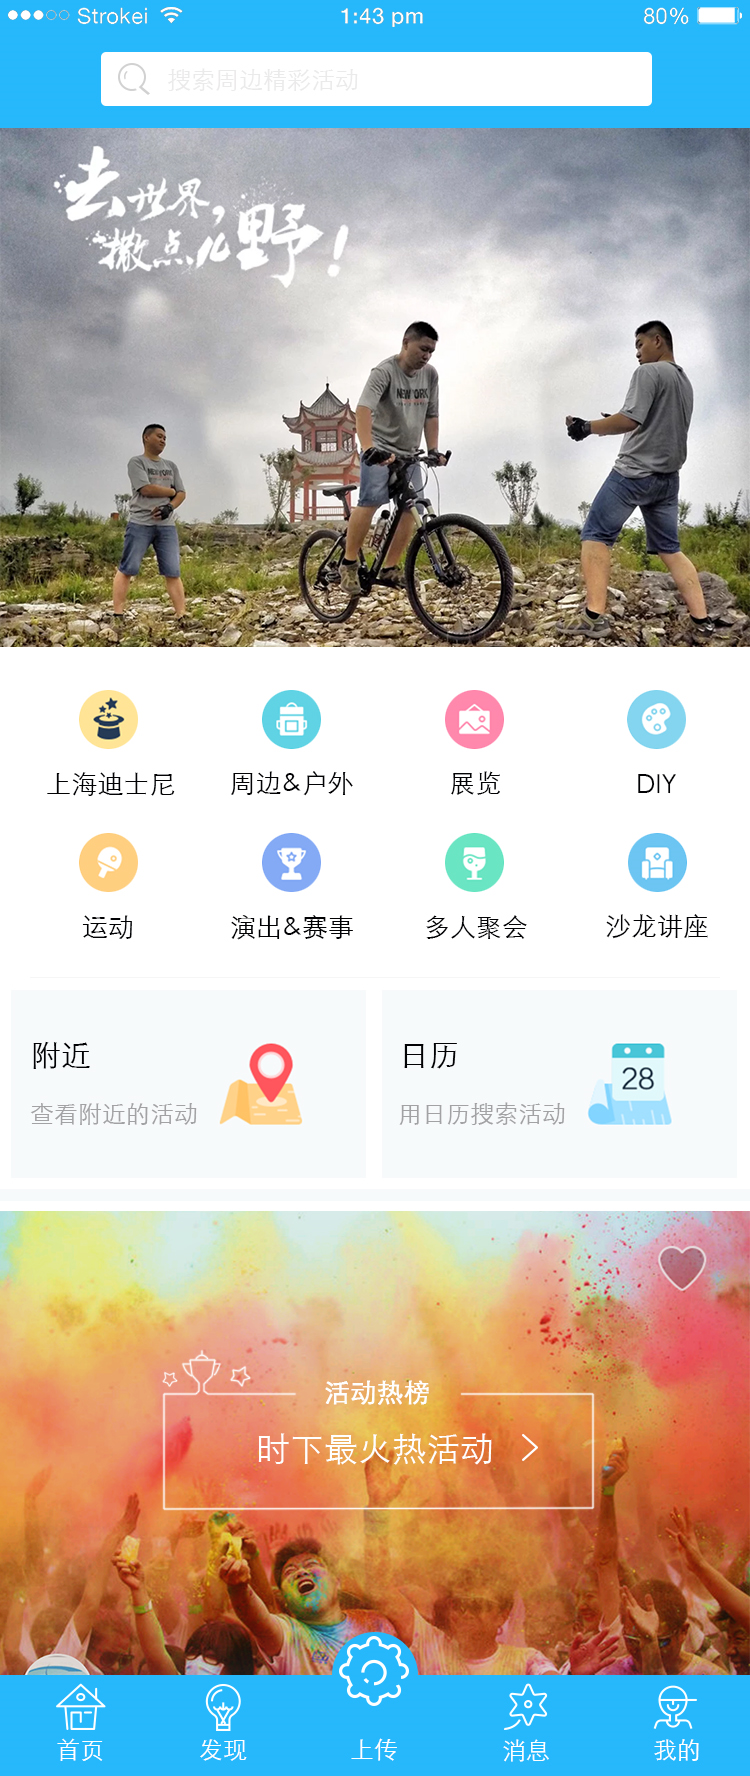 Strokei
1:43 pm
80%
搜索周边精彩活动
去世界,
撒点儿野!
NEW YORK
NEW YORK
上海迪士尼
周边&户外
展览
DIY
运动
演出&赛事
多人聚会
沙龙讲座
附近
查看附近的活动
日历
用日历搜索活动
28
活动热榜
时下最火热活动
首页
发现
上传
消息
我的